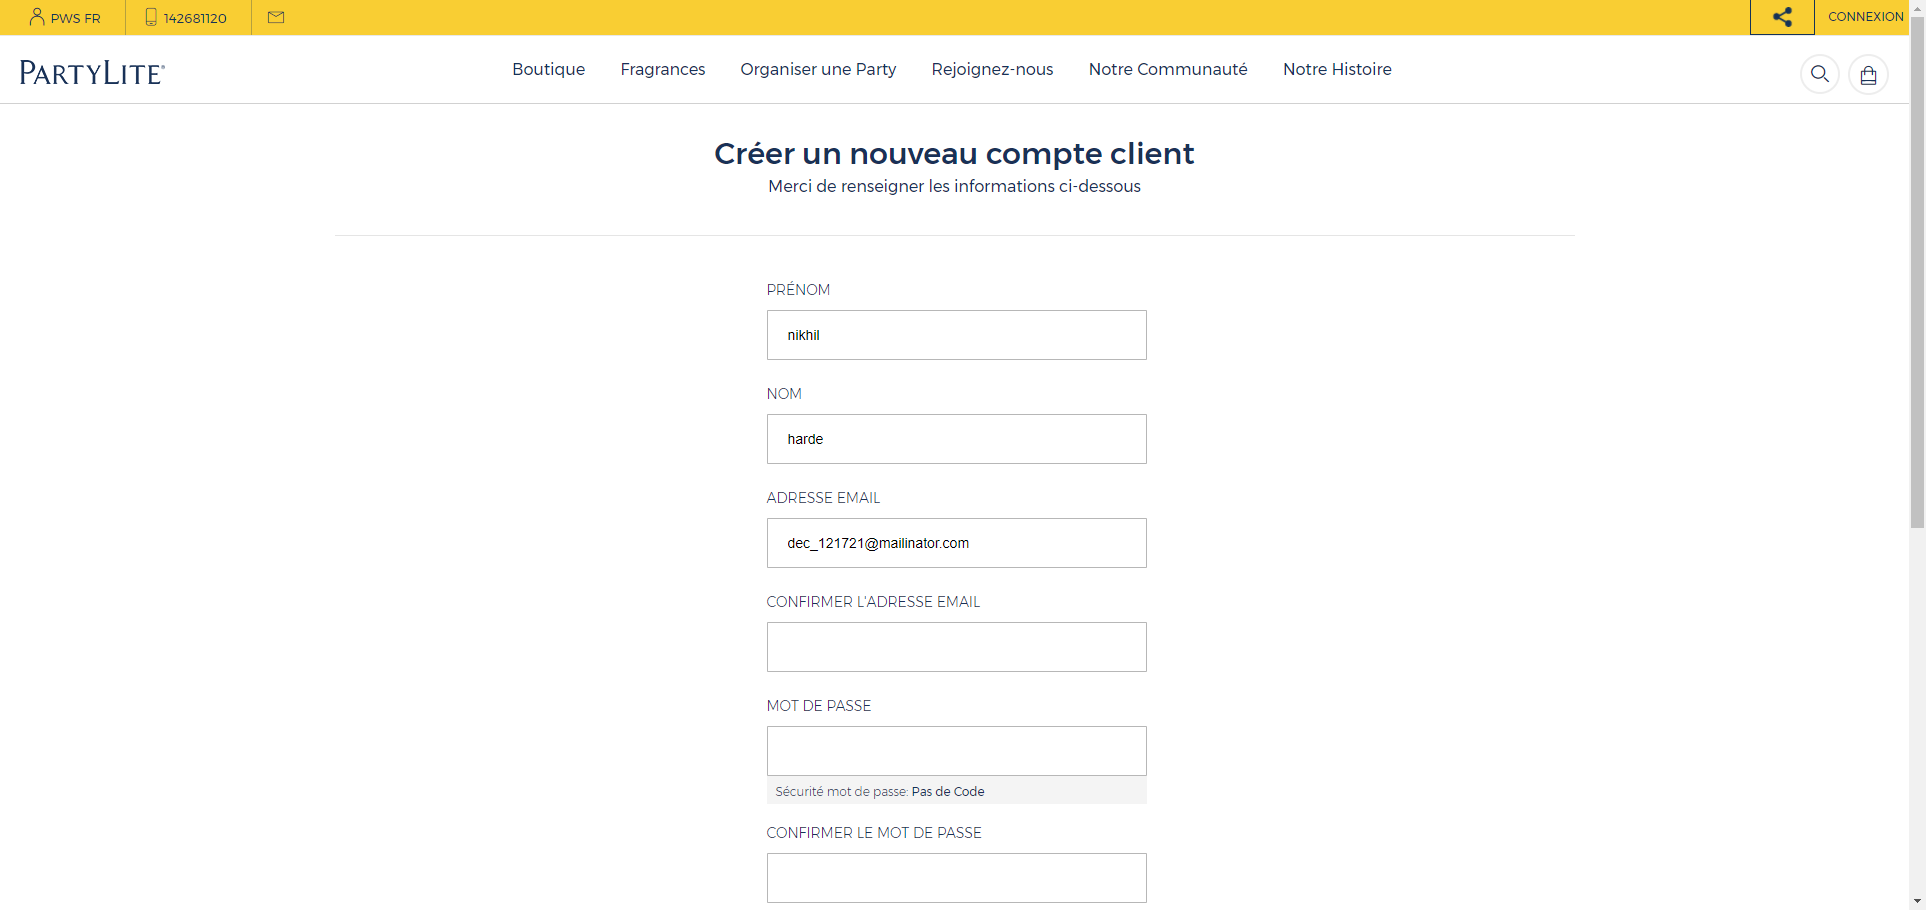 PWS FR 142681120 CONNEXION
PARTYLITE® Boutique Fragrances Organiser une Party Rejoignez-nous Notre Communauté Notre Histoire
Créer un nouveau compte client
Merci de renseigner les informations ci-dessous
PRÉNOM
nikhil
NOM
harde
ADRESSE EMAIL
dec_121721@mailinator.com
CONFIRMER L'ADRESSE EMAIL
MOT DE PASSE
Sécurité mot de passe: Pas de Code
CONFIRMER LE MOT DE PASSE